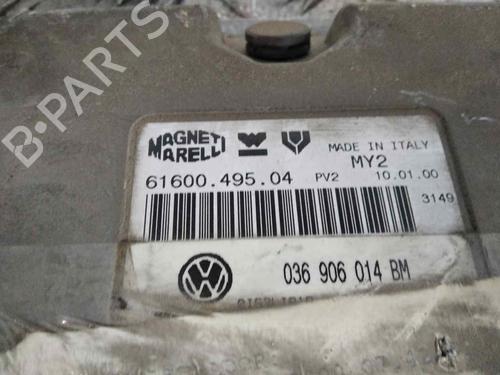 B-PARTS
MAGNETI
MARELLI
MADE IN ITALY
MY2
61600.495.04 PV2 10.01.00
3149
036 906 014 BM